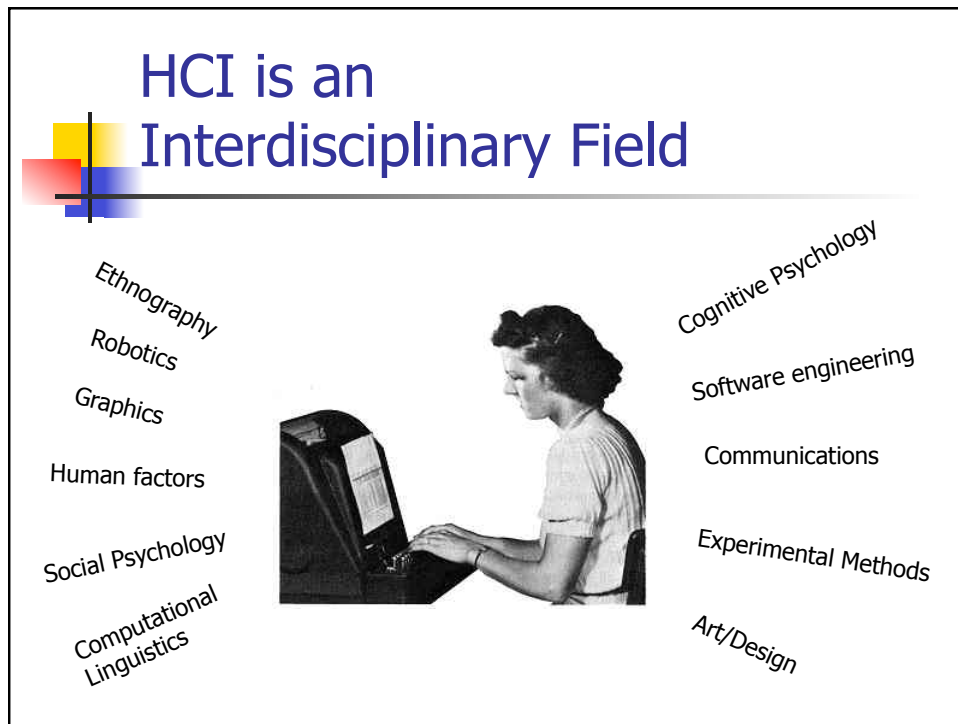 HCI is an
Interdisciplinary Field
Ethnography
Robotics
Graphics
Human factors
Social Psychology
Computational
Linguistics
Cognitive Psychology
Software engineering
Communications
Experimental Methods
Art/Design